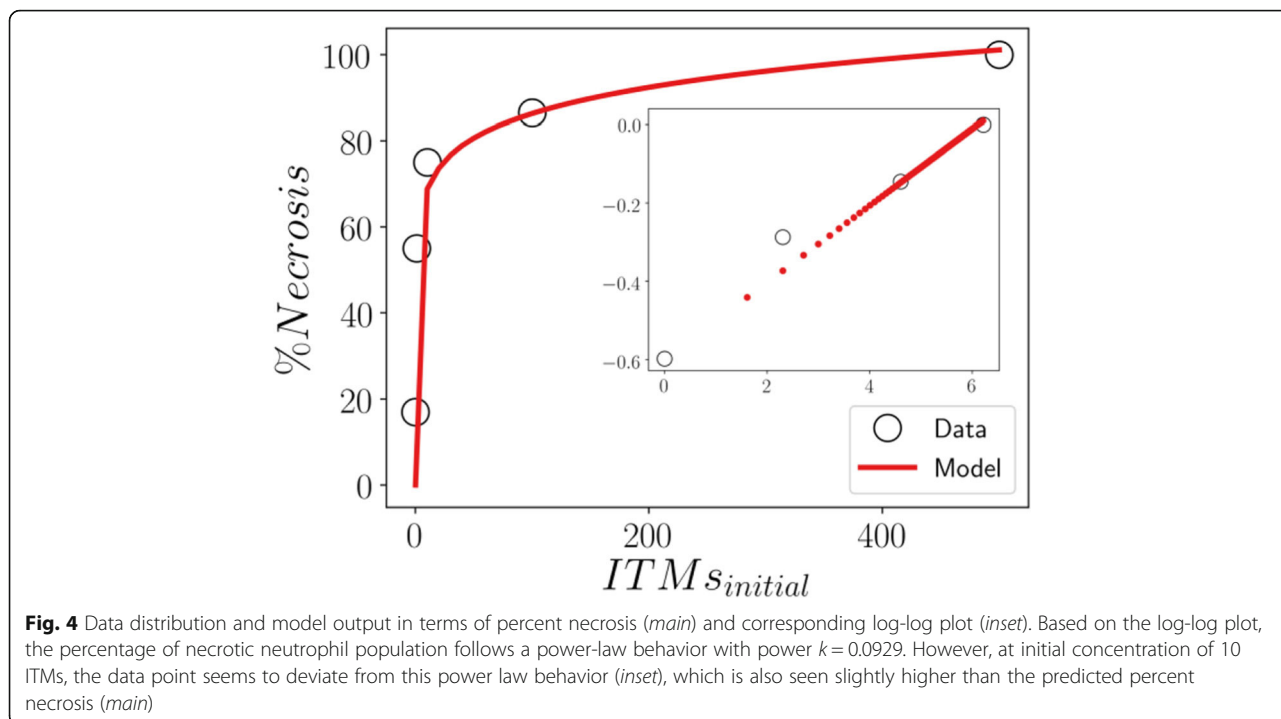 100
80
60
40
20
0
%Necrosis
0.0
−0.2
−0.4
−0.6
0 2 4 6
Data
Model
0 200 400
ITMs_initial
Fig. 4 Data distribution and model output in terms of percent necrosis (main) and corresponding log-log plot (inset). Based on the log-log plot,
the percentage of necrotic neutrophil population follows a power-law behavior with power k = 0.0929. However, at initial concentration of 10
ITMs, the data point seems to deviate from this power law behavior (inset), which is also seen slightly higher than the predicted percent
necrosis (main)